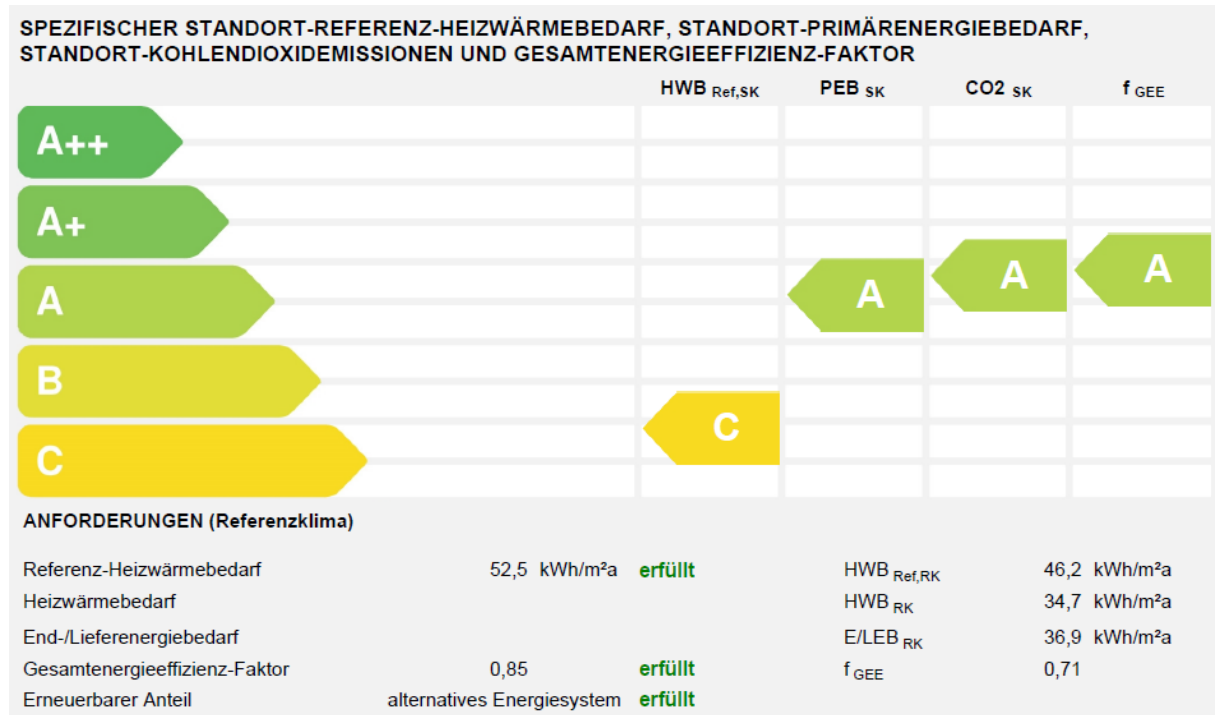 SPEZIFISCHER STANDORT-REFERENZ-HEIZWÄRMEBEDARF, STANDORT-PRIMÄRENERGIEBEDARF,
STANDORT-KOHLENDIOXIDEMISSIONEN UND GESAMTENERGIEEFFIZIENZ-FAKTOR
HWB Ref,SK PEB SK CO2 SK f GEE
A++
A+
A A A A
B
C C
ANFORDERUNGEN (Referenzklima)
Referenz-Heizwärmebedarf 52,5 kWh/m²a erfüllt HWB Ref,RK 46,2 kWh/m²a
Heizwärmebedarf HWB RK 34,7 kWh/m²a
End-/Lieferenergiebedarf E/LEB RK 36,9 kWh/m²a
Gesamtenergieeffizienz-Faktor 0,85 erfüllt f GEE 0,71
Erneuerbarer Anteil alternatives Energiesystem erfüllt